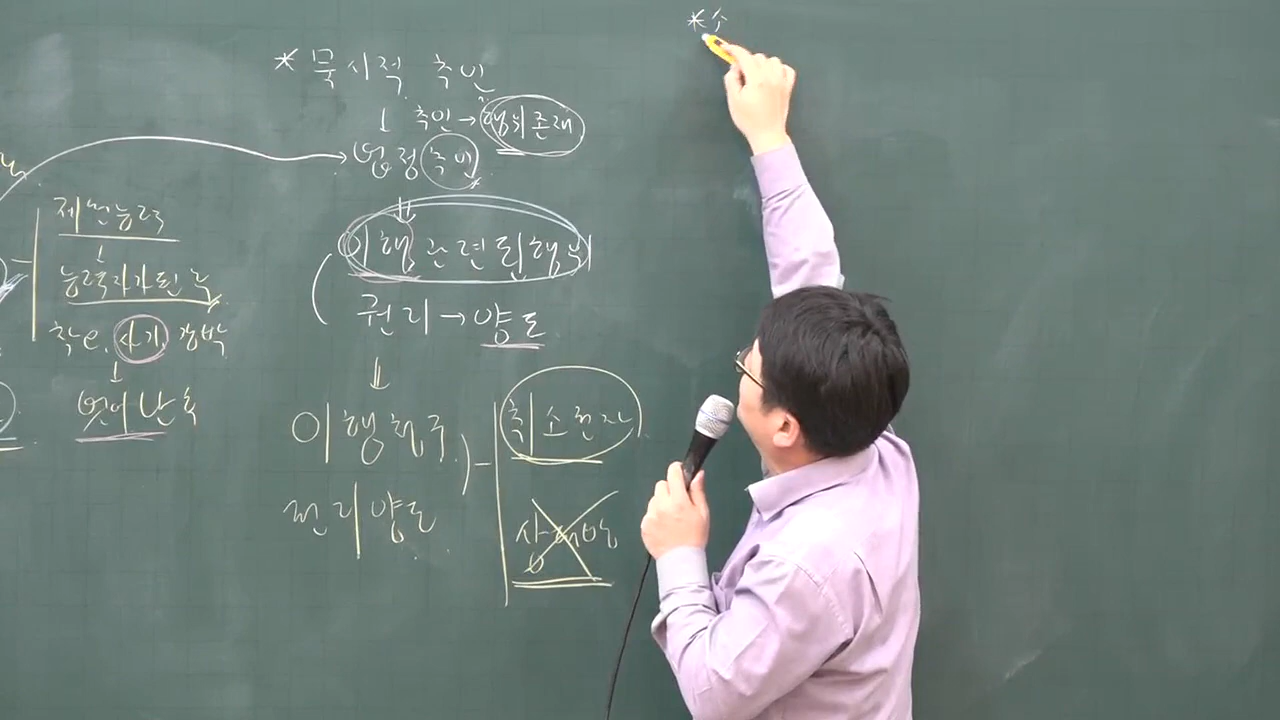 제한능력
능력자가된 후
착e, 사기, 강박
벗어난 후
* 묵시적 추인
↓ 추인 → 행위존재
법정 추인
⇓
이행 관련된 행위
권리 → 양도
⇓
이행청구
권리양도
취소권자
상대방
* 소